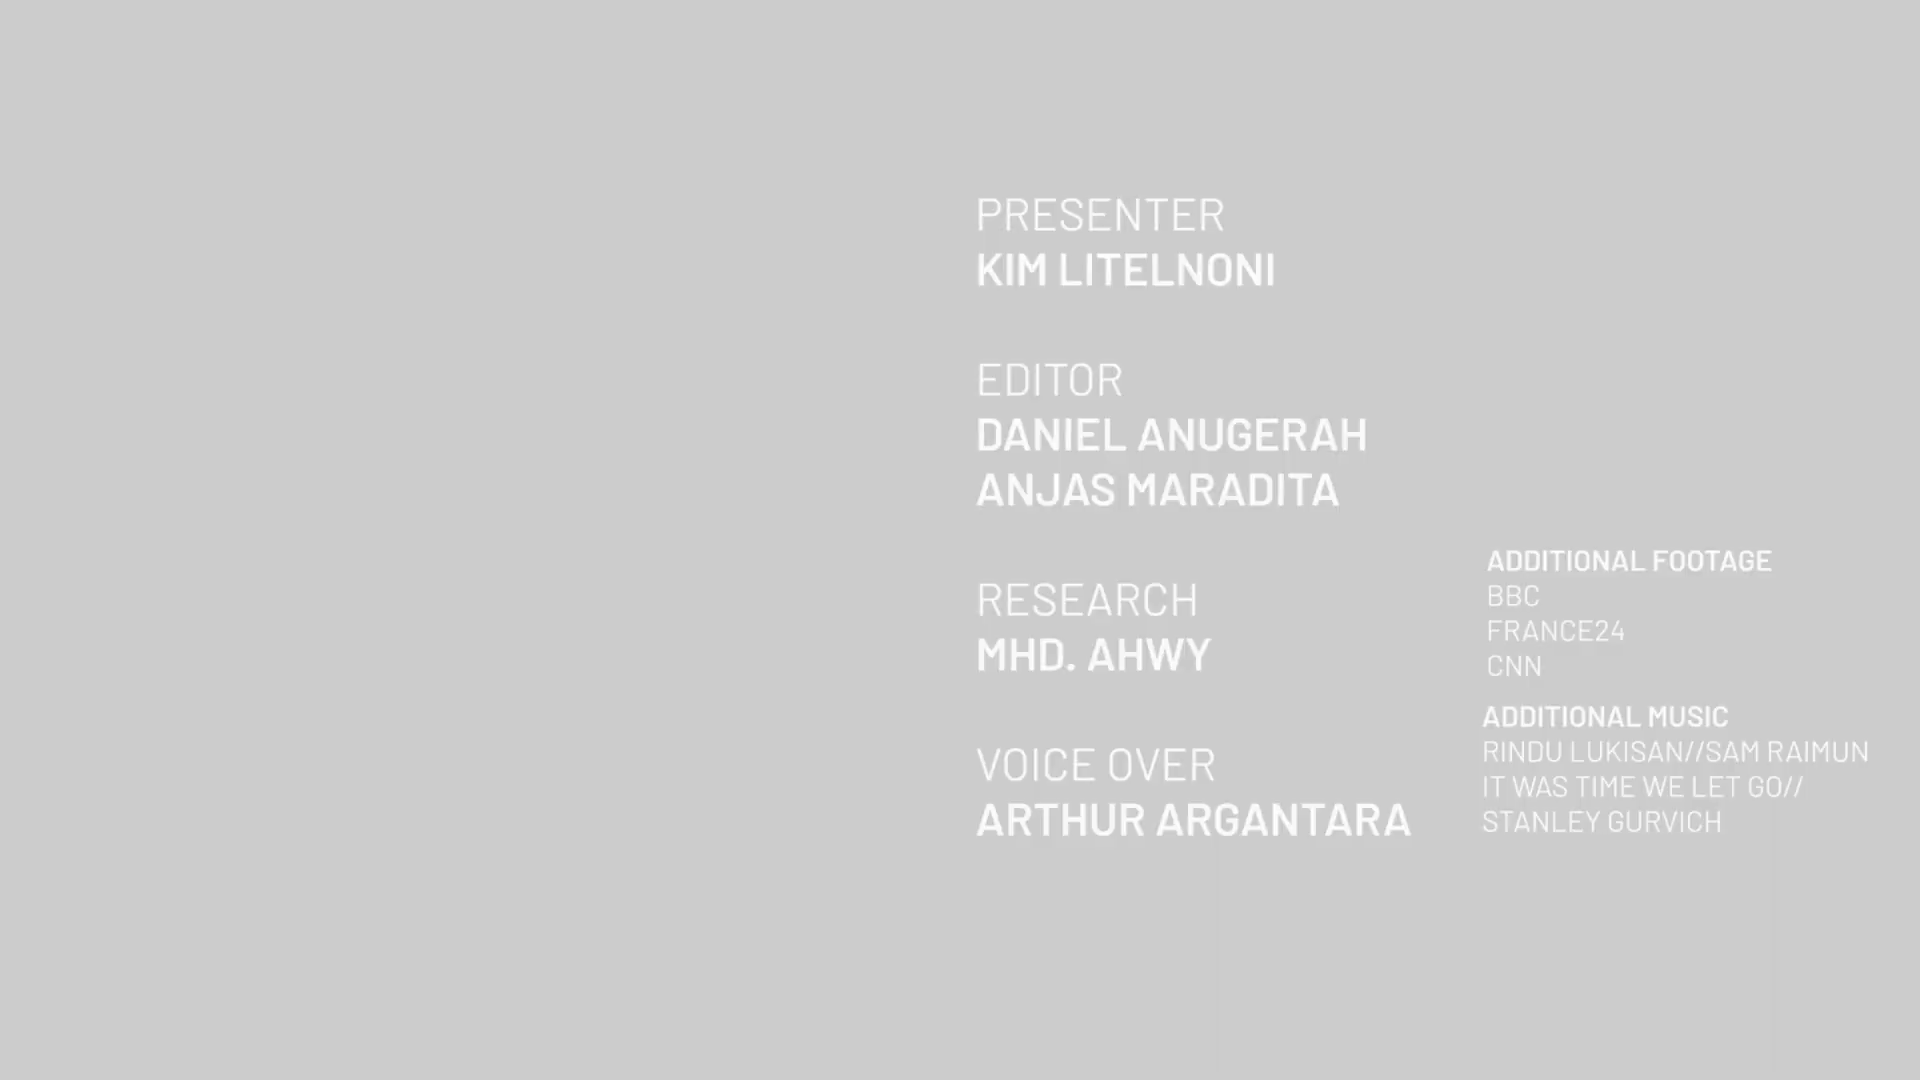 PRESENTER
KIM LITELNONI
EDITOR
DANIEL ANUGERAH
ANJAS MARADITA
RESEARCH
MHD. AHWY
VOICE OVER
ARTHUR ARGANTARA
ADDITIONAL FOOTAGE
BBC
FRANCE24
CNN
ADDITIONAL MUSIC
RINDU LUKISAN//SAM RAIMUN
IT WAS TIME WE LET GO//
STANLEY GURVICH